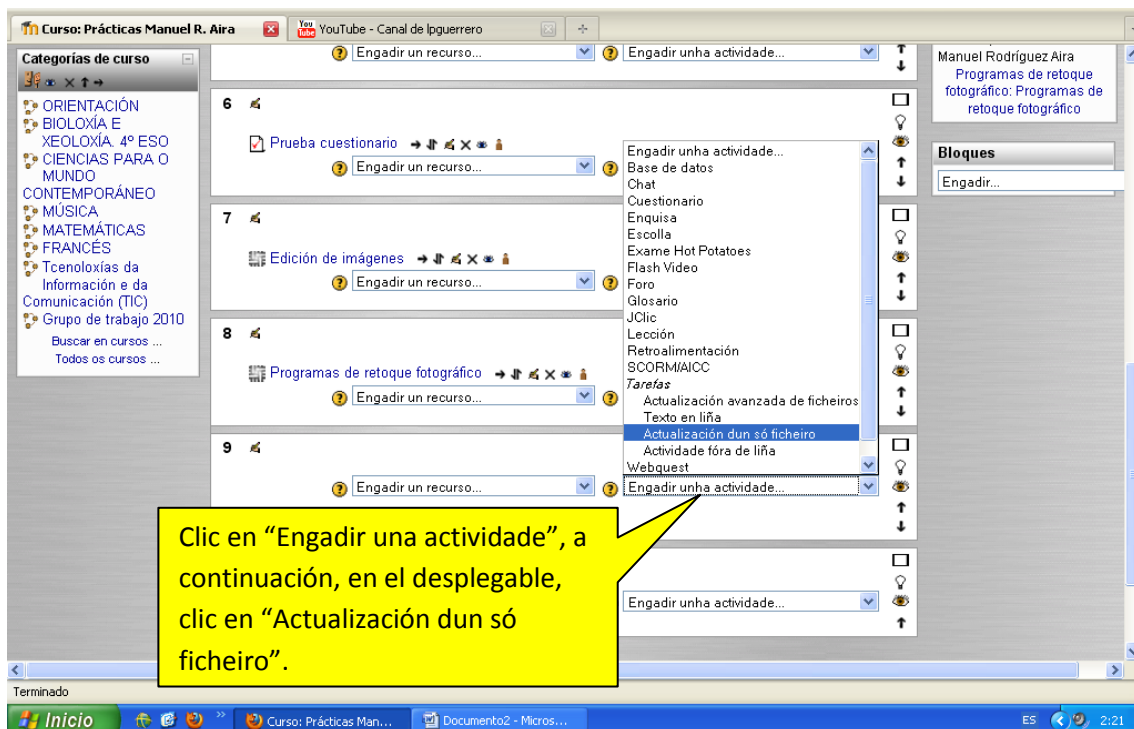 Curso: Prácticas Manuel R. Aira
YouTube - Canal de lpguerrero
Categorías de curso
ORIENTACIÓN
BIOLOXÍA E
XEOLOXÍA. 4º ESO
CIENCIAS PARA O
MUNDO
CONTEMPORÁNEO
MÚSICA
MATEMÁTICAS
FRANCÉS
Tcenoloxías da
Información e da
Comunicación (TIC)
Grupo de trabajo 2010
Buscar en cursos ...
Todos os cursos ...
Engadir un recurso... Engadir unha actividade...
6
Prueba cuestionario
Engadir un recurso...
7
Edición de imágenes
Engadir un recurso...
8
Programas de retoque fotográfico
Engadir un recurso...
9
Engadir un recurso... Engadir unha actividade...
Engadir unha actividade...
Base de datos
Chat
Cuestionario
Enquisa
Escolla
Exame Hot Potatoes
Flash Video
Foro
Glosario
JClic
Lección
Retroalimentación
SCORM/AICC
Tarefas
Actualización avanzada de ficheiros
Texto en liña
Actualización dun só ficheiro
Actividade fóra de liña
Webquest
Engadir unha actividade...
Manuel Rodríguez Aira
Programas de retoque
fotográfico: Programas de
retoque fotográfico
Bloques
Engadir...
Clic en “Engadir una actividade”, a
continuación, en el desplegable,
clic en “Actualización dun só
ficheiro”.
Terminado
Inicio
Curso: Prácticas Man...
Documento2 - Micros...
ES
2:21